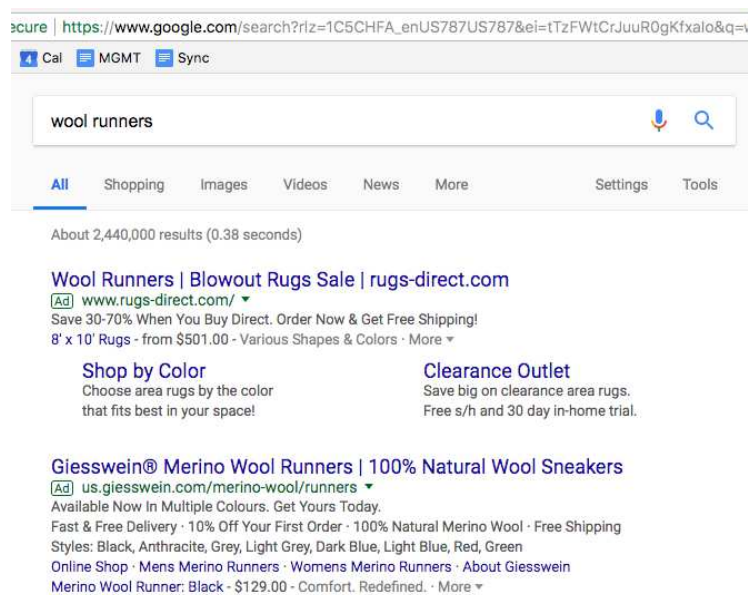 ecure | https://www.google.com/search?rlz=1C5CHFA_enUS787US787&ei=tTzFWtCrJuuR0gKfxalo&q=w
4 Cal MGMT Sync
wool runners
All Shopping Images Videos News More Settings Tools
About 2,440,000 results (0.38 seconds)
Wool Runners | Blowout Rugs Sale | rugs-direct.com
Ad www.rugs-direct.com/
Save 30-70% When You Buy Direct. Order Now & Get Free Shipping!
8' x 10' Rugs - from $501.00 - Various Shapes & Colors · More
Shop by Color Clearance Outlet
Choose area rugs by the color Save big on clearance area rugs.
that fits best in your space! Free s/h and 30 day in-home trial.
Giesswein® Merino Wool Runners | 100% Natural Wool Sneakers
Ad us.giesswein.com/merino-wool/runners
Available Now In Multiple Colours. Get Yours Today.
Fast & Free Delivery · 10% Off Your First Order · 100% Natural Merino Wool · Free Shipping
Styles: Black, Anthracite, Grey, Light Grey, Dark Blue, Light Blue, Red, Green
Online Shop · Mens Merino Runners · Womens Merino Runners · About Giesswein
Merino Wool Runner: Black - $129.00 - Comfort. Redefined. · More